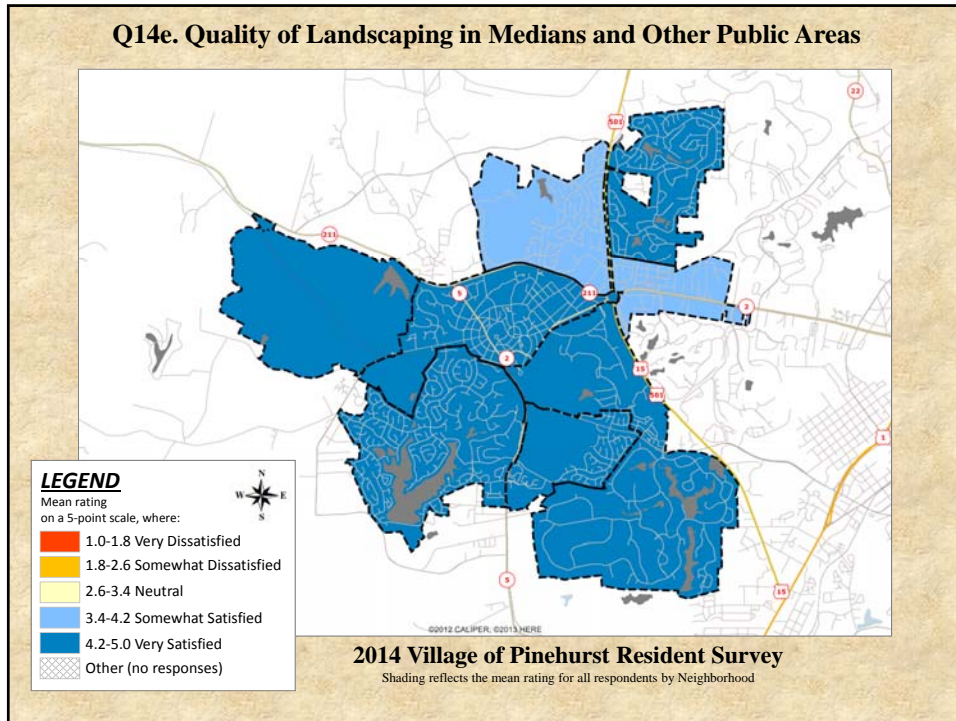 Q14e. Quality of Landscaping in Medians and Other Public Areas
22
501
211
5
211
2
2
15
501
1
5
15
©2012 CALIPER, ©2013 HERE
LEGEND
Mean rating
on a 5-point scale, where:
N
W E
S
1.0-1.8 Very Dissatisfied
1.8-2.6 Somewhat Dissatisfied
2.6-3.4 Neutral
3.4-4.2 Somewhat Satisfied
4.2-5.0 Very Satisfied
Other (no responses)
2014 Village of Pinehurst Resident Survey
Shading reflects the mean rating for all respondents by Neighborhood